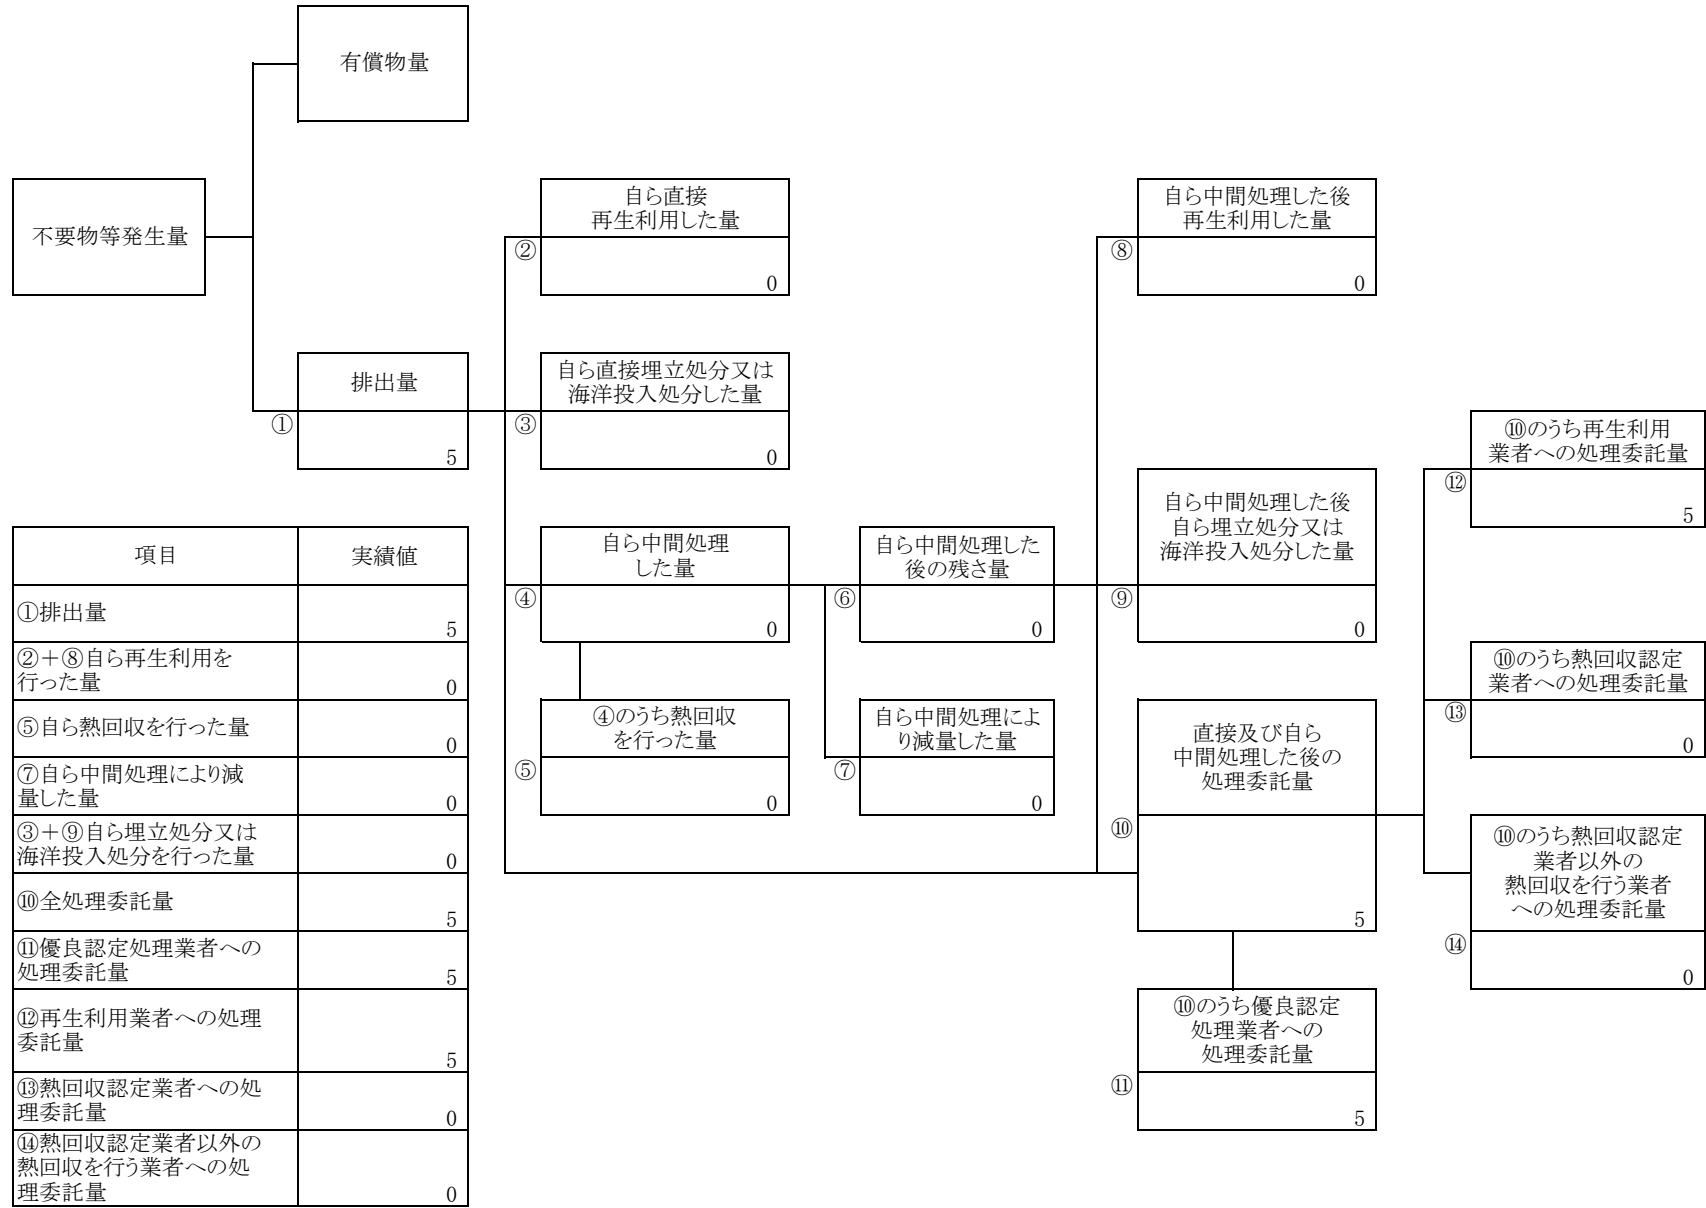 有償物量
不要物等発生量
自ら直接
再生利用した量
②
0
自ら中間処理した後
再生利用した量
⑧
0
排出量
①
5
自ら直接埋立処分又は
海洋投入処分した量
③
0
⑩のうち再生利用
業者への処理委託量
⑫
5
自ら中間処理した後
自ら埋立処分又は
海洋投入処分した量
⑨
0
自ら中間処理
した量
④
0
自ら中間処理した
後の残さ量
⑥
0
⑩のうち熱回収認定
業者への処理委託量
⑬
0
④のうち熱回収
を行った量
⑤
0
自ら中間処理によ
り減量した量
⑦
0
直接及び自ら
中間処理した後の
処理委託量
⑩
5
⑩のうち熱回収認定
業者以外の
熱回収を行う業者
への処理委託量
⑭
0
⑩のうち優良認定
処理業者への
処理委託量
⑪
5
項目 実績値
①排出量
5
②+⑧自ら再生利用を
行った量
0
⑤自ら熱回収を行った量
0
⑦自ら中間処理により減
量した量
0
③+⑨自ら埋立処分又は
海洋投入処分を行った量
0
⑩全処理委託量
5
⑪優良認定処理業者への
処理委託量
5
⑫再生利用業者への処理
委託量
5
⑬熱回収認定業者への処
理委託量
0
⑭熱回収認定業者以外の
熱回収を行う業者への処
理委託量
0